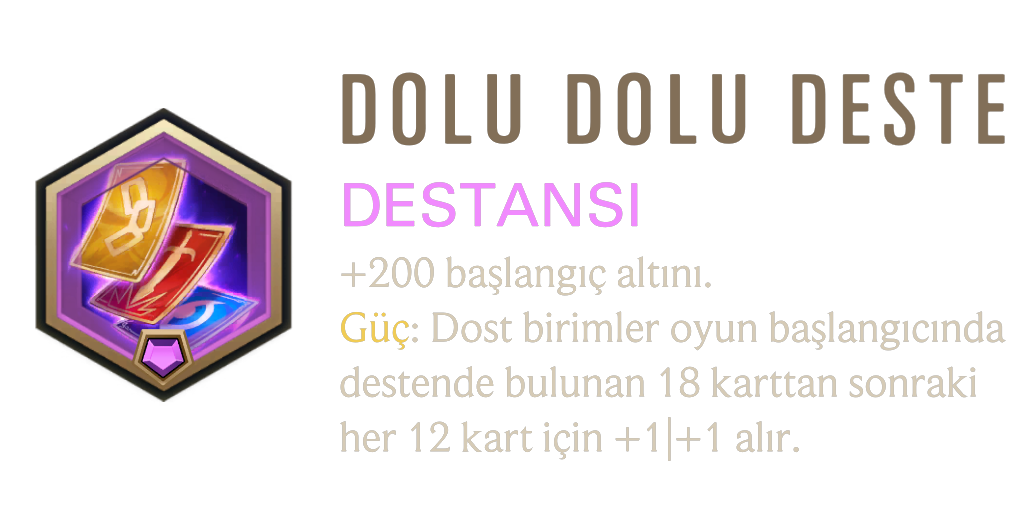 DOLU DOLU DESTE
DESTANSI
+200 başlangıç altını.
Güç: Dost birimler oyun başlangıcında
destende bulunan 18 karttan sonraki
her 12 kart için +1|+1 alır.